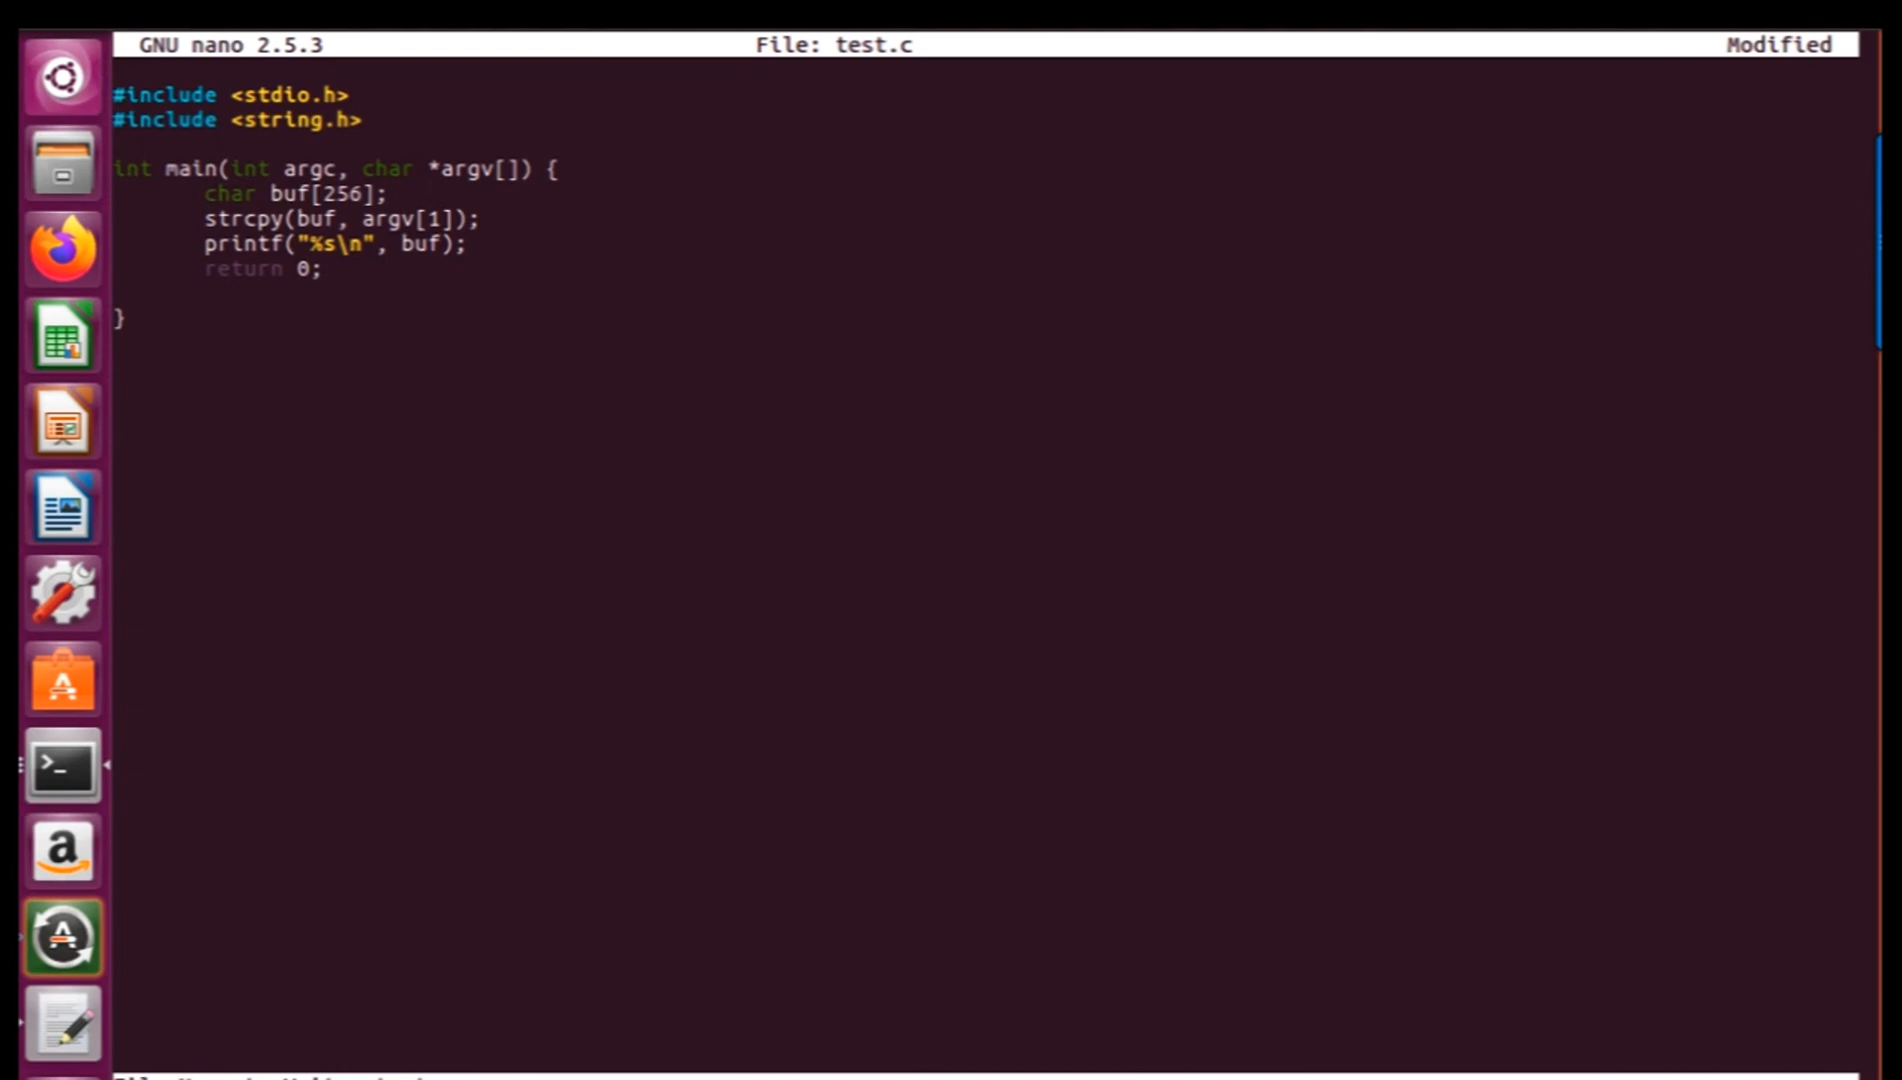 GNU nano 2.5.3 File: test.c Modified
#include <stdio.h>
#include <string.h>
int main(int argc, char *argv[]) {
char buf[256];
strcpy(buf, argv[1]);
printf("%s\n", buf);
return 0;
}